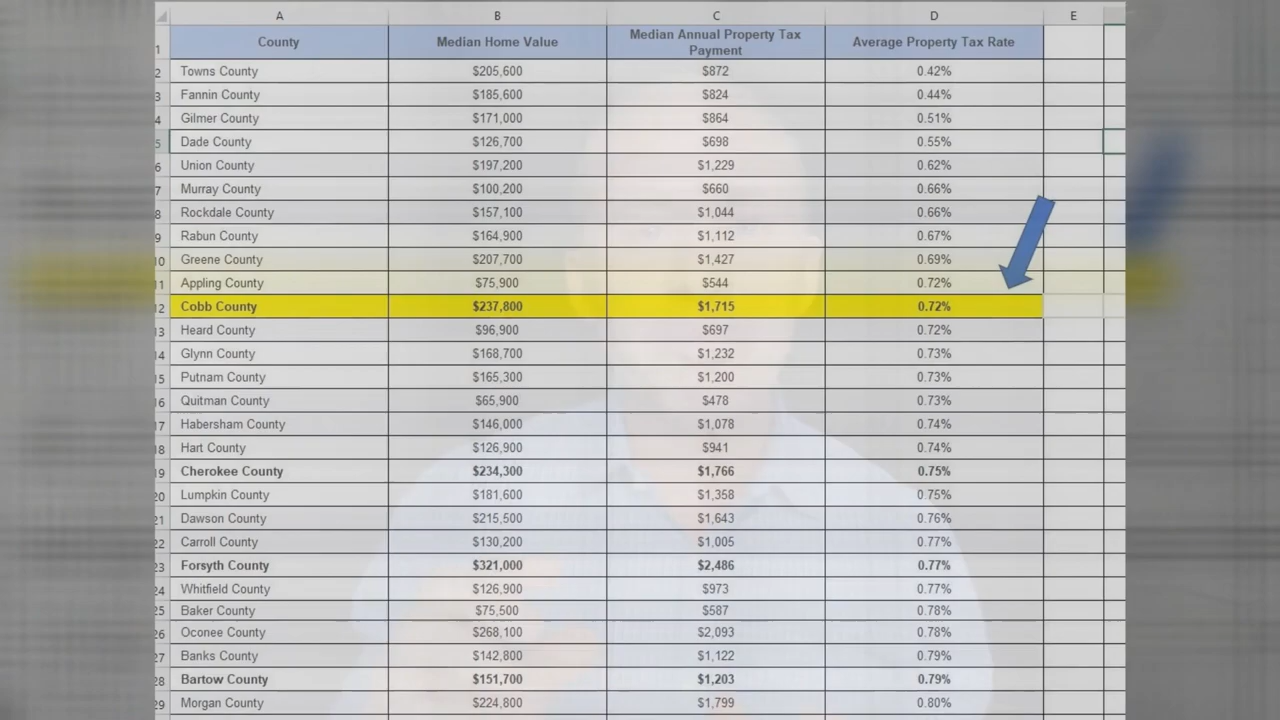 A B C D E
1 County Median Home Value Median Annual Property Tax Payment Average Property Tax Rate
2 Towns County $205,600 $872 0.42%
3 Fannin County $185,600 $824 0.44%
4 Gilmer County $171,000 $864 0.51%
5 Dade County $126,700 $698 0.55%
6 Union County $197,200 $1,229 0.62%
7 Murray County $100,200 $660 0.66%
8 Rockdale County $157,100 $1,044 0.66%
9 Rabun County $164,900 $1,112 0.67%
10 Greene County $207,700 $1,427 0.69%
11 Appling County $75,900 $544 0.72%
12 Cobb County $237,800 $1,715 0.72%
13 Heard County $96,900 $697 0.72%
14 Glynn County $168,700 $1,232 0.73%
15 Putnam County $165,300 $1,200 0.73%
16 Quitman County $65,900 $478 0.73%
17 Habersham County $146,000 $1,078 0.74%
18 Hart County $126,900 $941 0.74%
19 Cherokee County $234,300 $1,766 0.75%
20 Lumpkin County $181,600 $1,358 0.75%
21 Dawson County $215,500 $1,643 0.76%
22 Carroll County $130,200 $1,005 0.77%
23 Forsyth County $321,000 $2,486 0.77%
24 Whitfield County $126,900 $973 0.77%
25 Baker County $75,500 $587 0.78%
26 Oconee County $268,100 $2,093 0.78%
27 Banks County $142,800 $1,122 0.79%
28 Bartow County $151,700 $1,203 0.79%
29 Morgan County $224,800 $1,799 0.80%